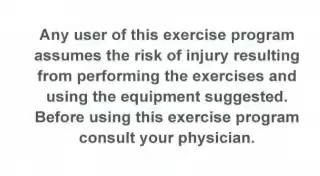 Any user of this exercise program
assumes the risk of injury resulting
from performing the exercises and
using the equipment suggested.
Before using this exercise program
consult your physician.